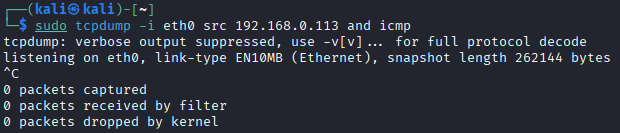 ┌──(kali㉿kali)-[~]
└─$ sudo tcpdump -i eth0 src 192.168.0.113 and icmp
tcpdump: verbose output suppressed, use -v[v]... for full protocol decode
listening on eth0, link-type EN10MB (Ethernet), snapshot length 262144 bytes
^C
0 packets captured
0 packets received by filter
0 packets dropped by kernel